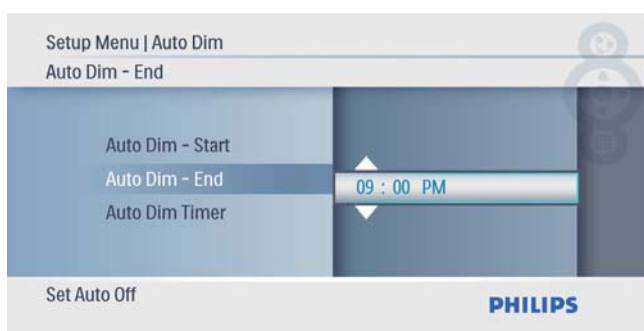 Setup Menu | Auto Dim
Auto Dim - End
Auto Dim - Start
Auto Dim - End
09 : 00 PM
Auto Dim Timer
Set Auto Off
PHILIPS